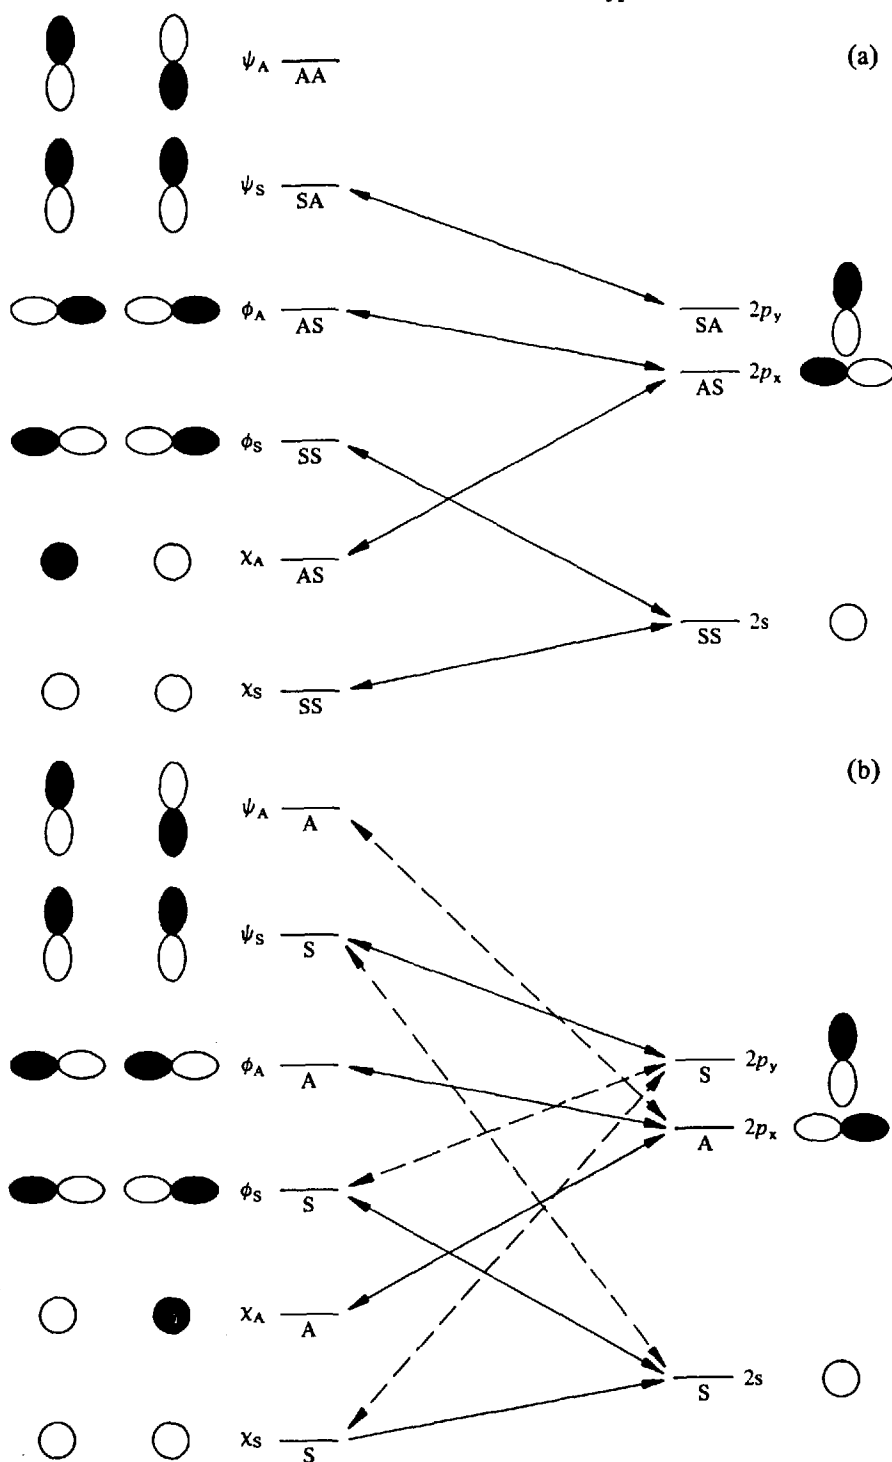 yp
(a)
ψA AA
ψS SA
SA 2py
ϕA AS
AS 2px
ϕS SS
χA AS
SS 2s
χS SS
(b)
ψA A
ψS S
S 2py
ϕA A
A 2px
ϕS S
χA A
S 2s
χS S